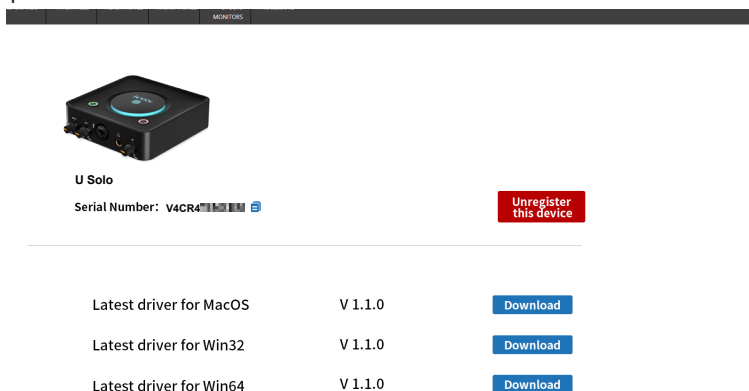 MONITORS
U Solo
Serial Number: V4CR4
Unregister
this device
Latest driver for MacOS V 1.1.0 Download
Latest driver for Win32 V 1.1.0 Download
Latest driver for Win64 V 1.1.0 Download